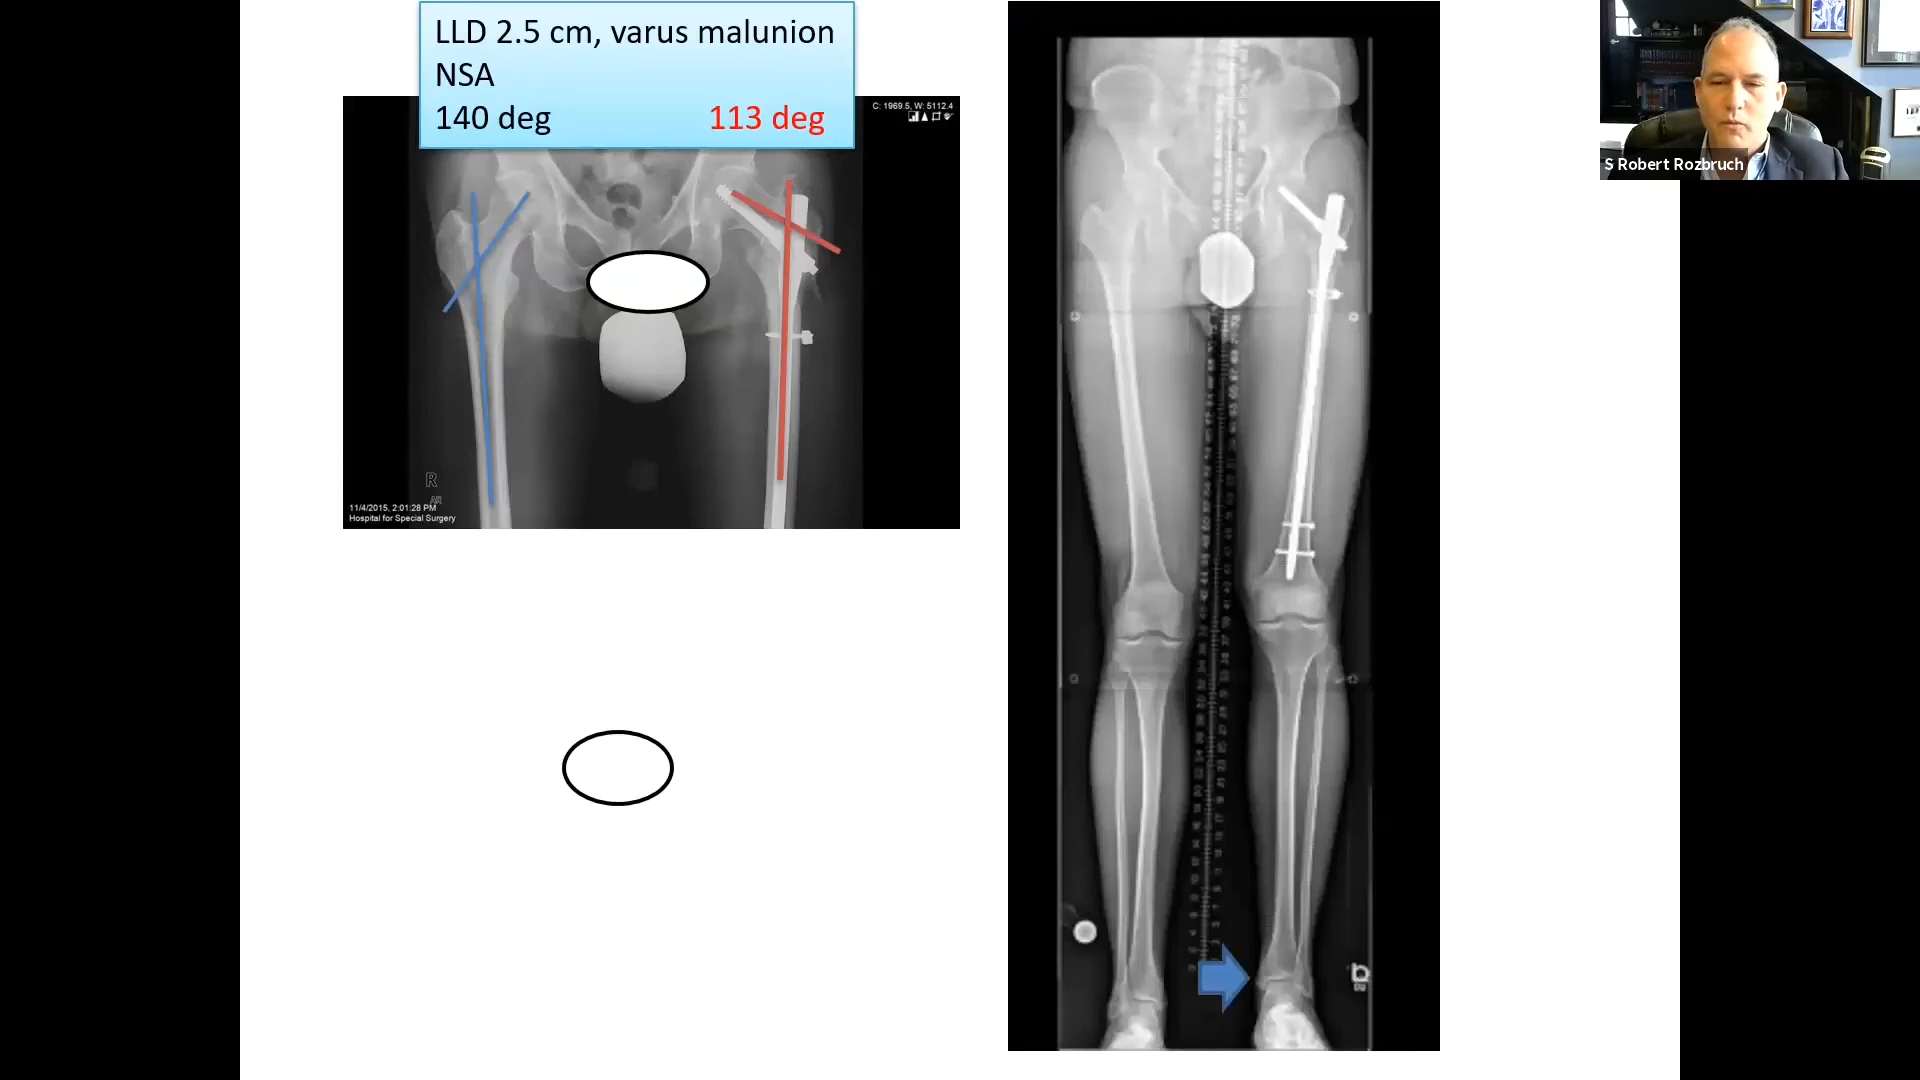 LLD 2.5 cm, varus malunion
NSA
140 deg 113 deg
C: 1969.5, W: 5112.4
R
11/4/2015, 2:01:28 PM
Hospital for Special Surgery
S Robert Rozbruch